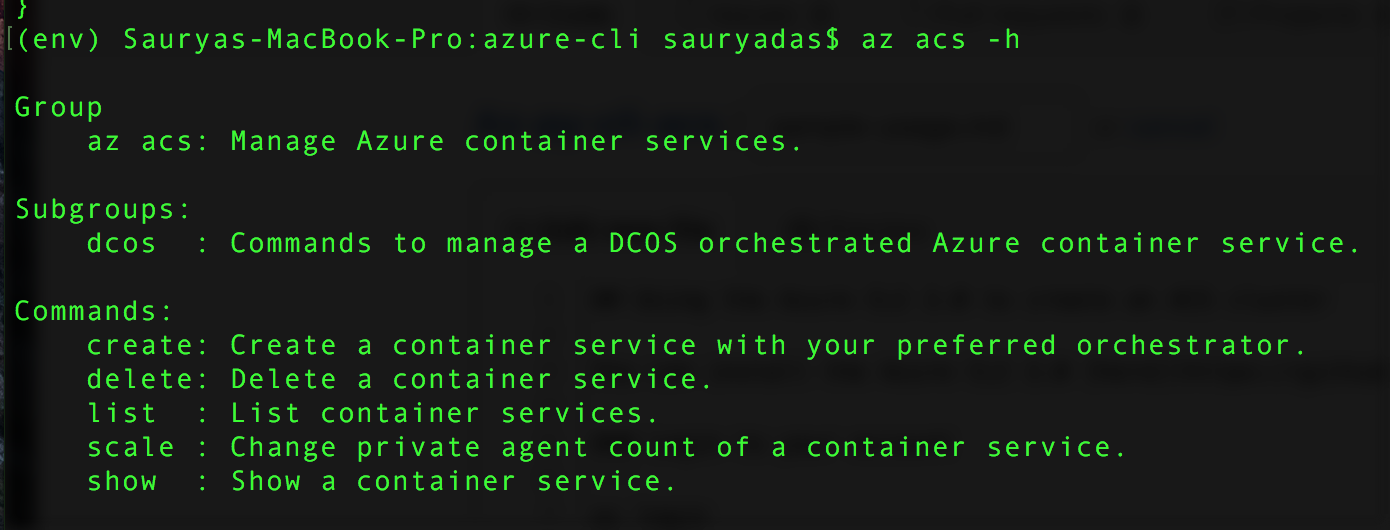 }
[(env) Sauryas-MacBook-Pro:azure-cli sauryadas$ az acs -h
Group
az acs: Manage Azure container services.
Subgroups:
dcos : Commands to manage a DCOS orchestrated Azure container service.
Commands:
create: Create a container service with your preferred orchestrator.
delete: Delete a container service.
list : List container services.
scale : Change private agent count of a container service.
show : Show a container service.